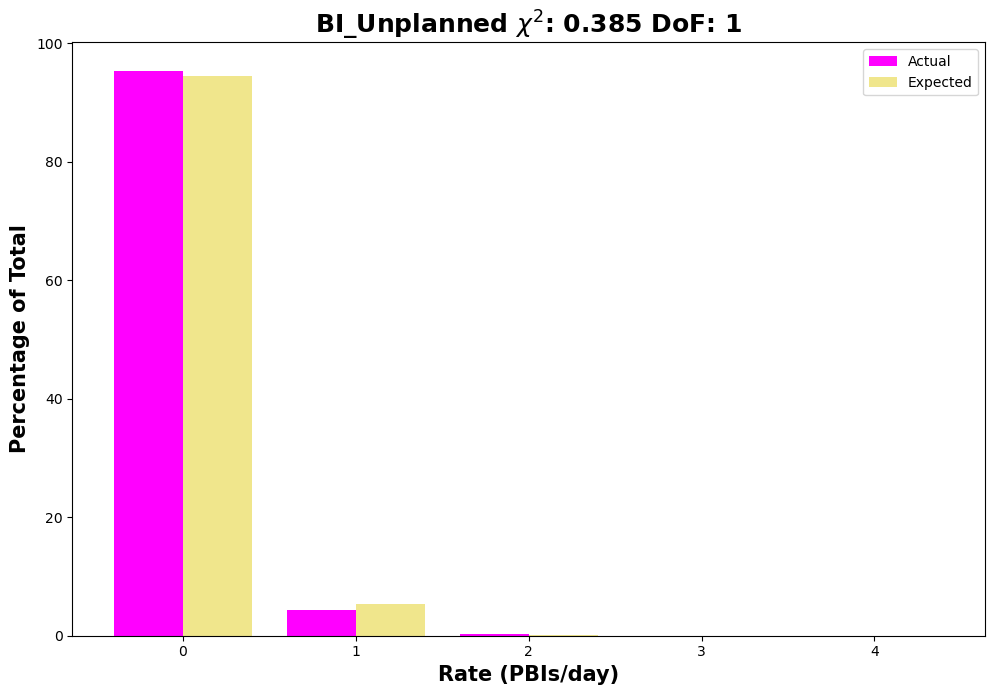 BI_Unplanned χ²: 0.385 DoF: 1
Actual
Expected
Percentage of Total
100
80
60
40
20
0
0 1 2 3 4
Rate (PBIs/day)